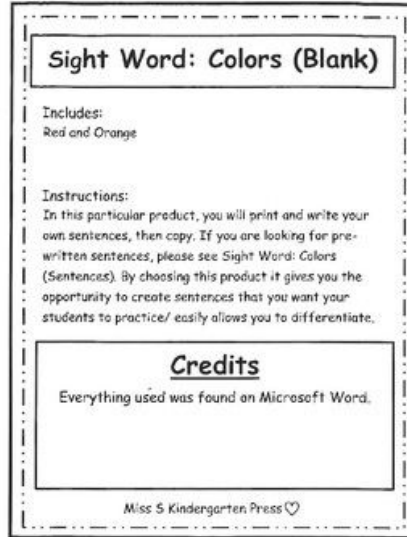 Sight Word: Colors (Blank)
Includes:
Red and Orange
Instructions:
In this particular product, you will print and write your
own sentences, then copy. If you are looking for pre-
written sentences, please see Sight Word: Colors
(Sentences). By choosing this product it gives you the
opportunity to create sentences that you want your
students to practice/ easily allows you to differentiate.
Credits
Everything used was found on Microsoft Word.
Miss S Kindergarten Press♡